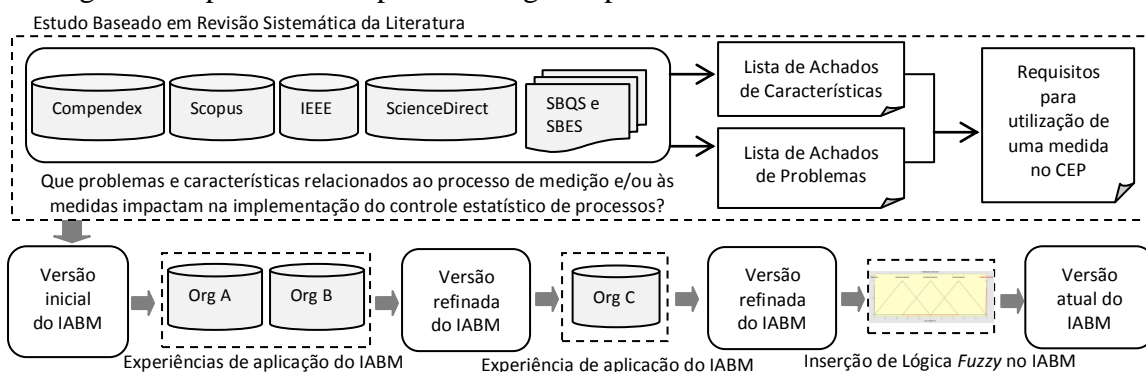 Estudo Baseado em Revisão Sistemática da Literatura
Compendex
Scopus
IEEE
ScienceDirect
SBQS e
SBES
Que problemas e características relacionados ao processo de medição e/ou às
medidas impactam na implementação do controle estatístico de processos?
Lista de Achados
de Características
Lista de Achados
de Problemas
Requisitos
para
utilização de
uma medida
no CEP
Versão
inicial
do IABM
Org A
Org B
Experiências de aplicação do IABM
Versão
refinada
do IABM
Org C
Experiência de aplicação do IABM
Versão
refinada
do IABM
Inserção de Lógica Fuzzy no IABM
Versão
atual do
IABM